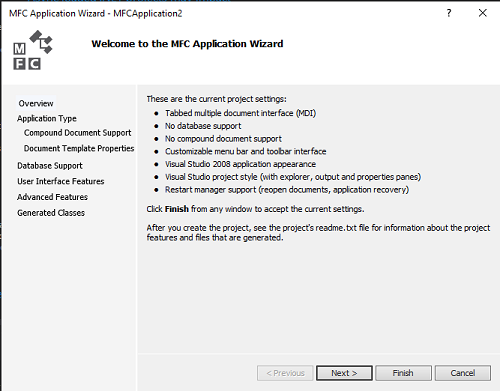 MFC Application Wizard - MFCApplication2
? ×
M
F C
Welcome to the MFC Application Wizard
Overview
Application Type
Compound Document Support
Document Template Properties
Database Support
User Interface Features
Advanced Features
Generated Classes
These are the current project settings:
• Tabbed multiple document interface (MDI)
• No database support
• No compound document support
• Customizable menu bar and toolbar interface
• Visual Studio 2008 application appearance
• Visual Studio project style (with explorer, output and properties panes)
• Restart manager support (reopen documents, application recovery)
Click Finish from any window to accept the current settings.
After you create the project, see the project's readme.txt file for information about the project
features and files that are generated.
< Previous Next > Finish Cancel